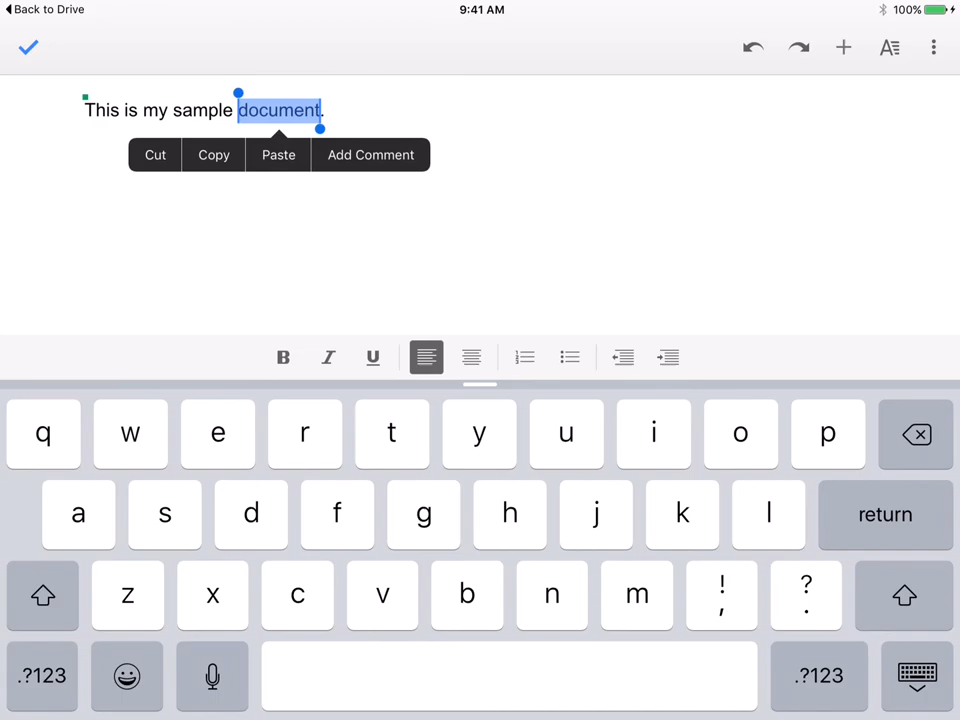 Back to Drive 9:41 AM 100%
This is my sample document.
Cut Copy Paste Add Comment
B I U
q w e r t y u i o p
a s d f g h j k l return
z x c v b n m ! , ? .
.?123 .?123